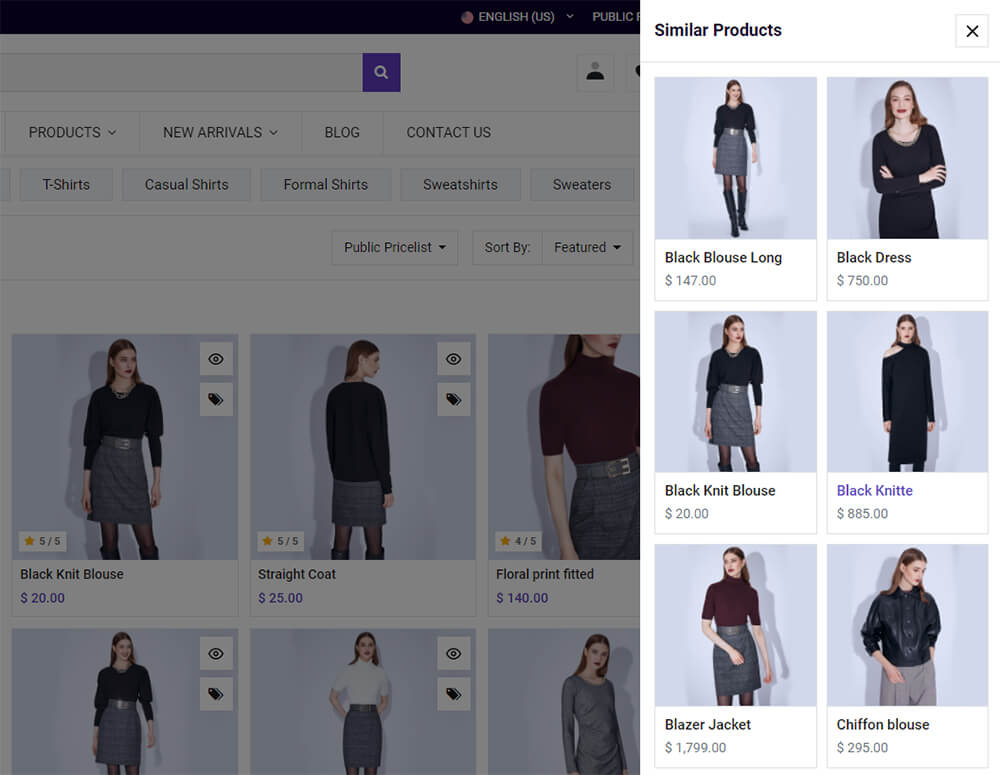 ENGLISH (US)
PUBLIC
PRODUCTS
NEW ARRIVALS
BLOG
CONTACT US
T-Shirts
Casual Shirts
Formal Shirts
Sweatshirts
Sweaters
Public Pricelist
Sort By:
Featured
5 / 5
Black Knit Blouse
$ 20.00
5 / 5
Straight Coat
$ 25.00
4 / 5
Floral print fitted
$ 140.00
Similar Products
Black Blouse Long
$ 147.00
Black Dress
$ 750.00
Black Knit Blouse
$ 20.00
Black Knitte
$ 885.00
Blazer Jacket
$ 1,799.00
Chiffon blouse
$ 295.00